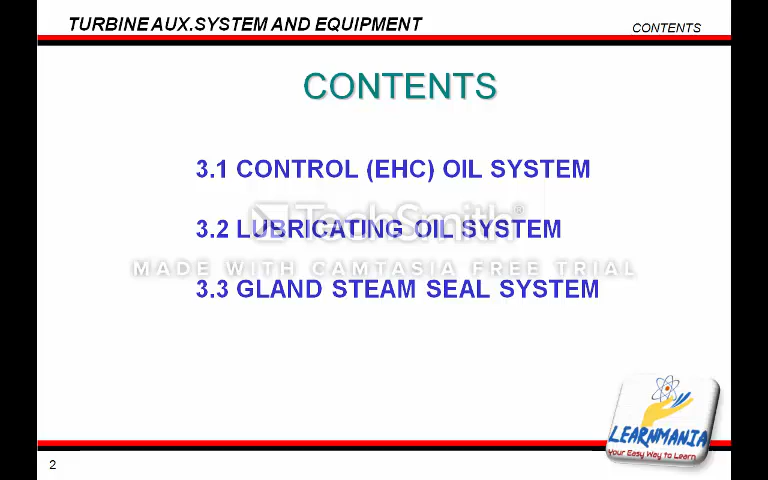 TURBINE AUX.SYSTEM AND EQUIPMENT
CONTENTS
CONTENTS
3.1 CONTROL (EHC) OIL SYSTEM
TechSmith®
3.2 LUBRICATING OIL SYSTEM
MADE WITH CAMTASIA FREE TRIAL
3.3 GLAND STEAM SEAL SYSTEM
LEARNMANIA
Your Easy Way to Learn
2